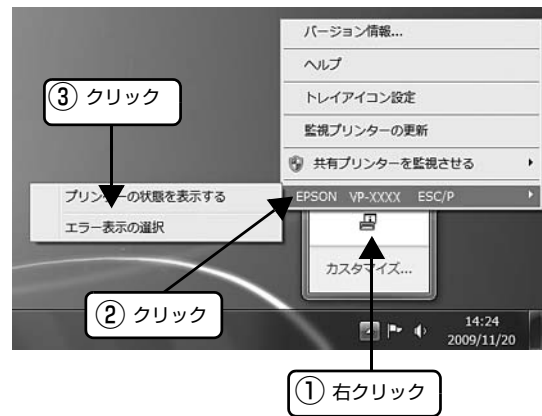 バージョン情報...
ヘルプ
トレイアイコン設定
監視プリンターの更新
共有プリンターを監視させる
EPSON VP-XXXX ESC/P
③ クリック
プリンターの状態を表示する
エラー表示の選択
カスタマイズ...
② クリック
14:24
2009/11/20
① 右クリック